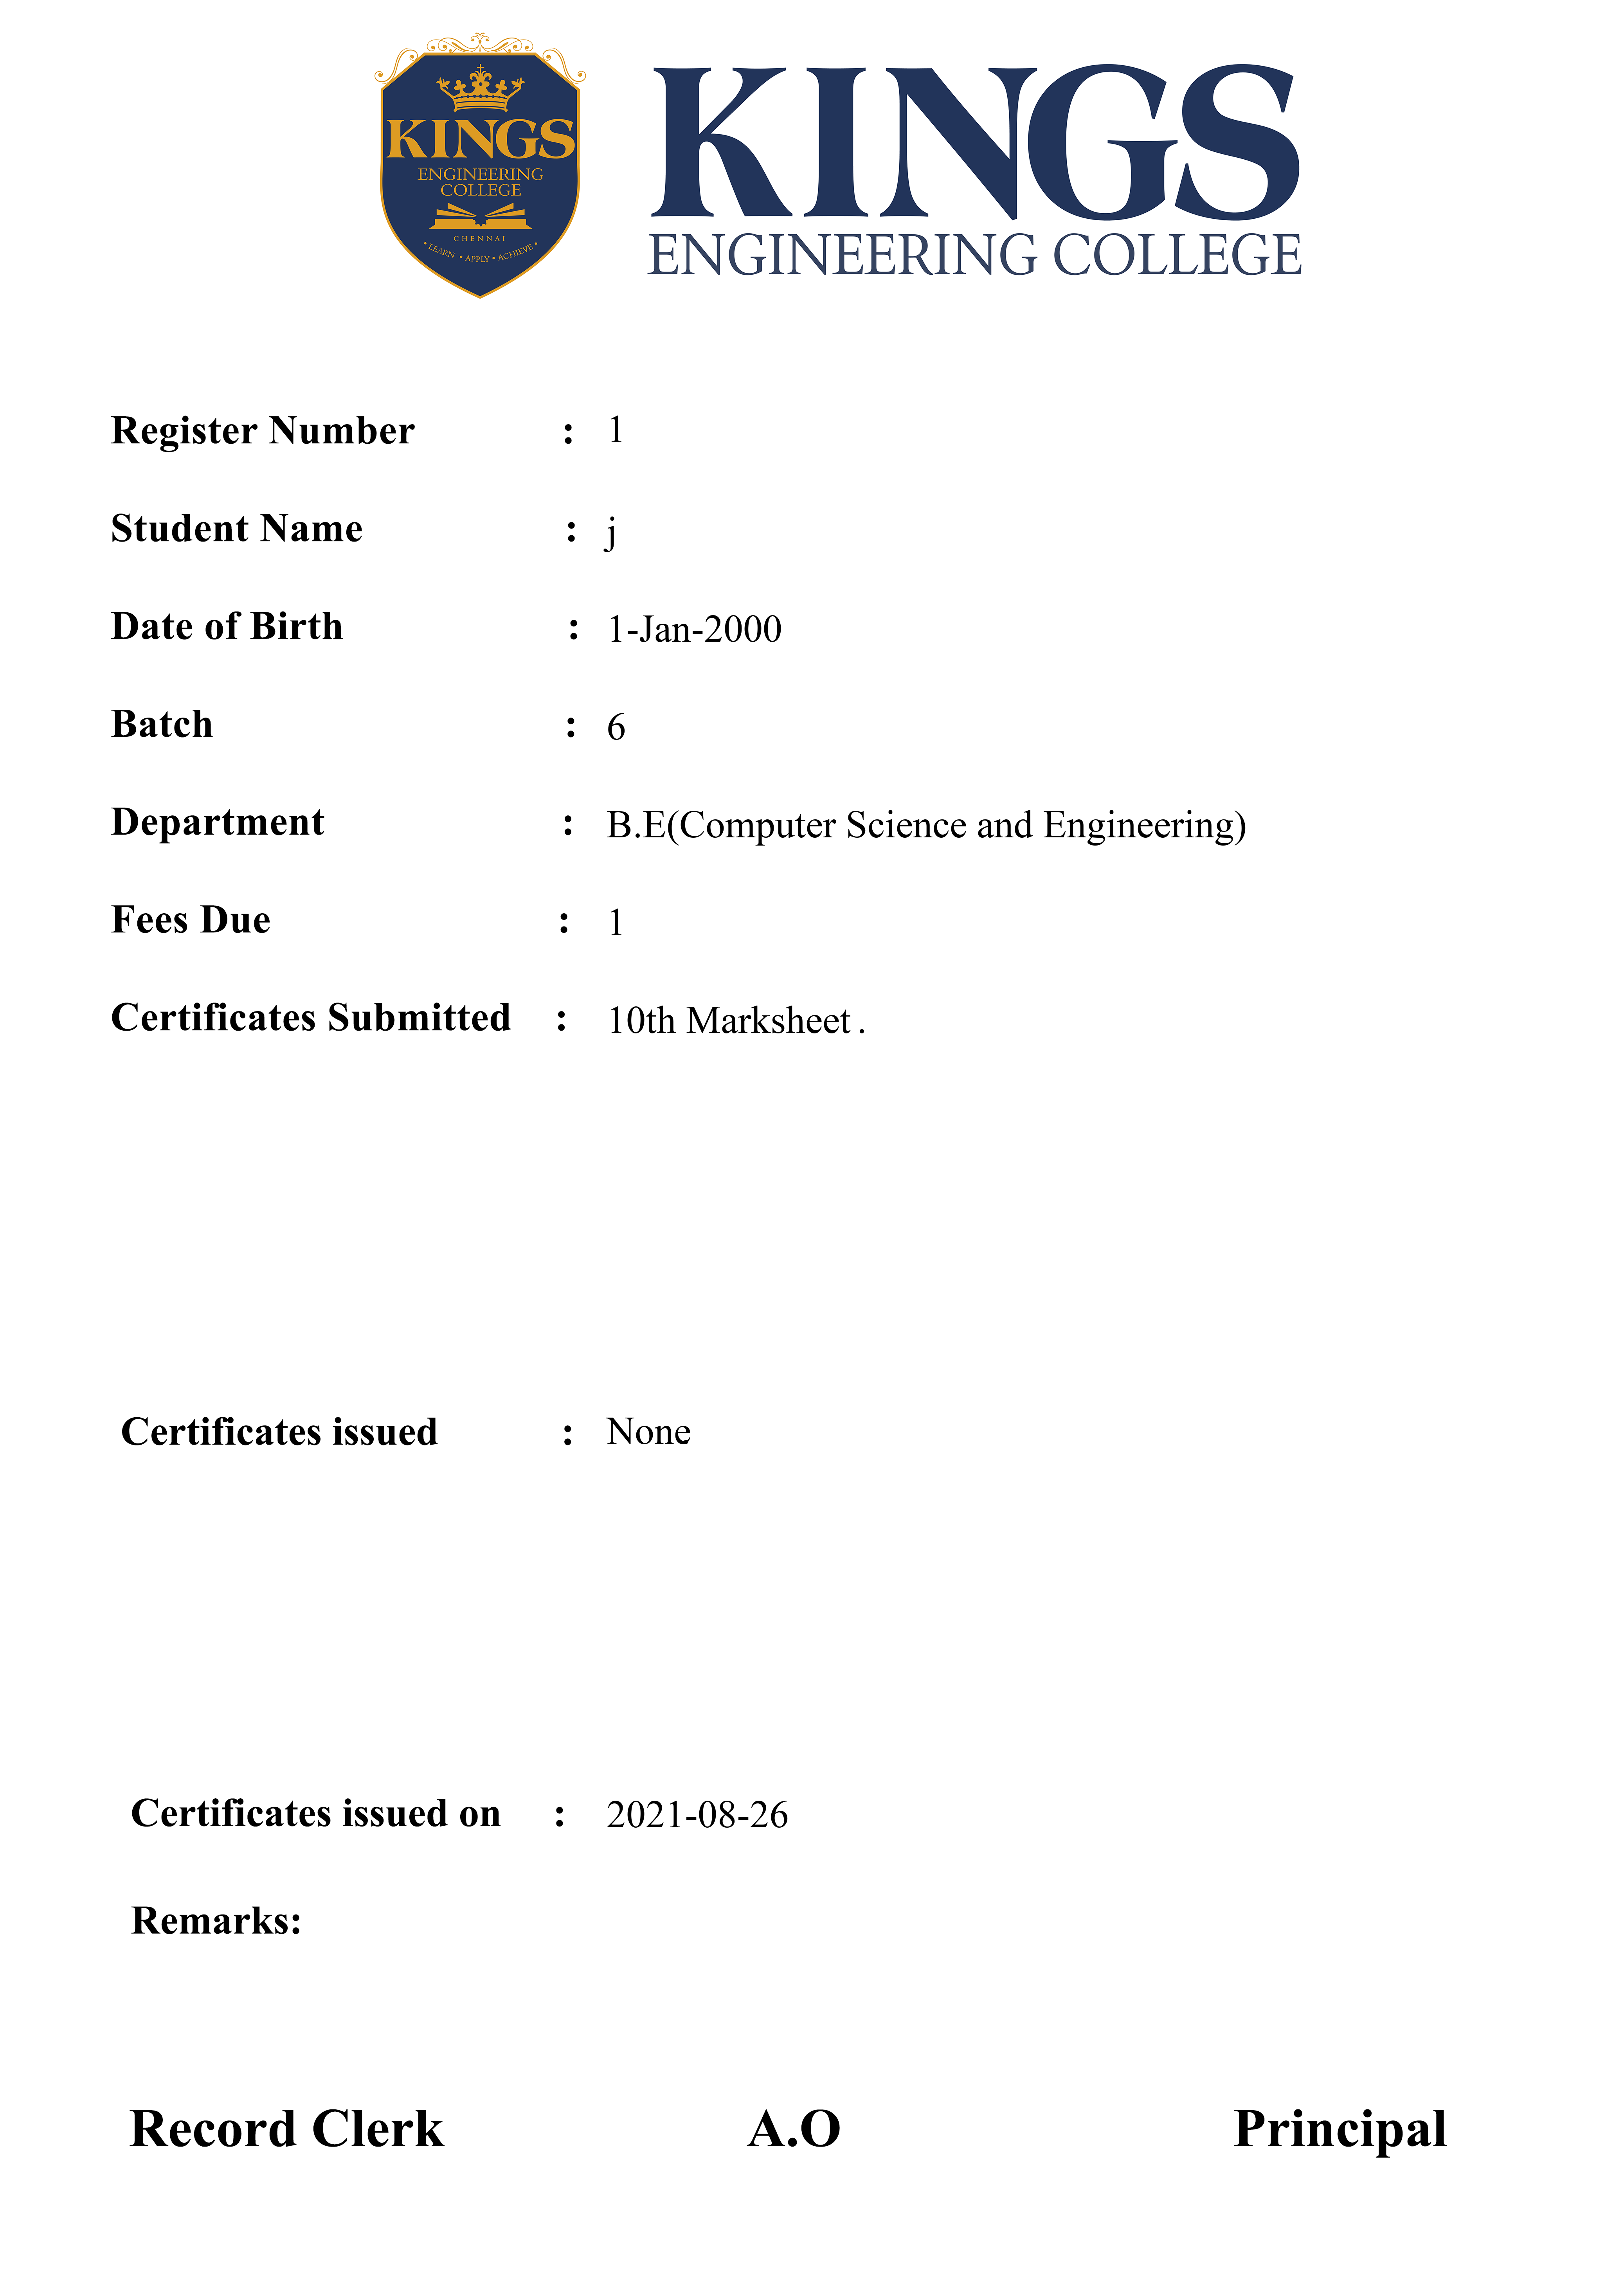 KINGS
ENGINEERING
COLLEGE
CHENNAI
• LEARN • APPLY • ACHIEVE •
KINGS
ENGINEERING COLLEGE
Register Number : 1
Student Name : j
Date of Birth : 1-Jan-2000
Batch : 6
Department : B.E(Computer Science and Engineering)
Fees Due : 1
Certificates Submitted : 10th Marksheet .
Certificates issued : None
Certificates issued on : 2021-08-26
Remarks:
Record Clerk A.O Principal